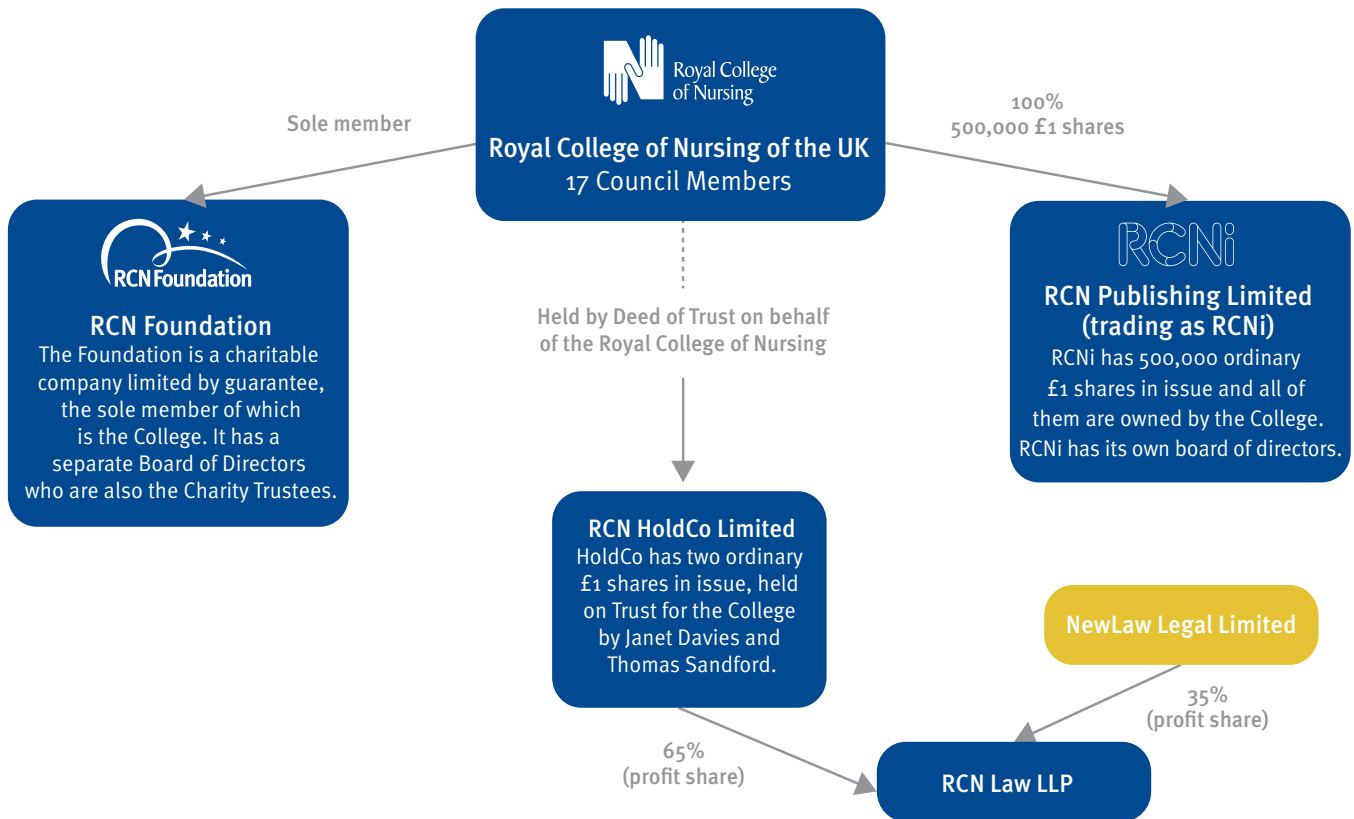 Royal College
of Nursing
Royal College of Nursing of the UK
17 Council Members
Sole member
100%
500,000 £1 shares
RCN Foundation
RCN Foundation
The Foundation is a charitable
company limited by guarantee,
the sole member of which
is the College. It has a
separate Board of Directors
who are also the Charity Trustees.
Held by Deed of Trust on behalf
of the Royal College of Nursing
RCNi
RCN Publishing Limited
(trading as RCNi)
RCNi has 500,000 ordinary
£1 shares in issue and all of
them are owned by the College.
RCNi has its own board of directors.
RCN HoldCo Limited
HoldCo has two ordinary
£1 shares in issue, held
on Trust for the College
by Janet Davies and
Thomas Sandford.
NewLaw Legal Limited
65%
(profit share)
35%
(profit share)
RCN Law LLP